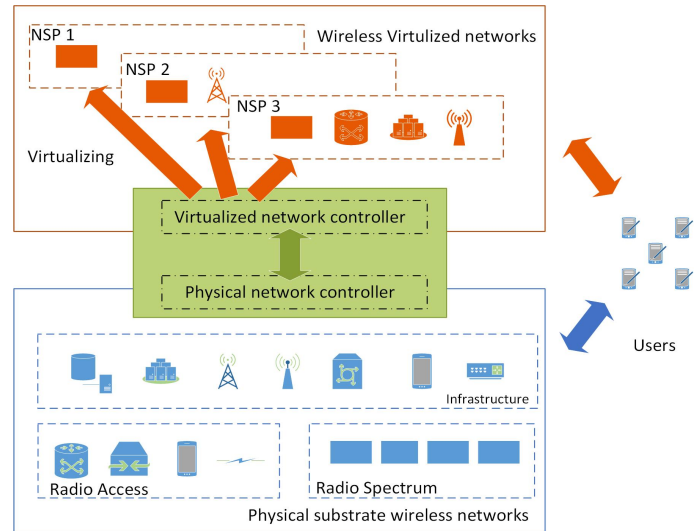 NSP 1
Wireless Virtulized networks
NSP 2
NSP 3
Virtualizing
Virtualized network controller
Physical network controller
Users
Infrastructure
Radio Access
Radio Spectrum
Physical substrate wireless networks